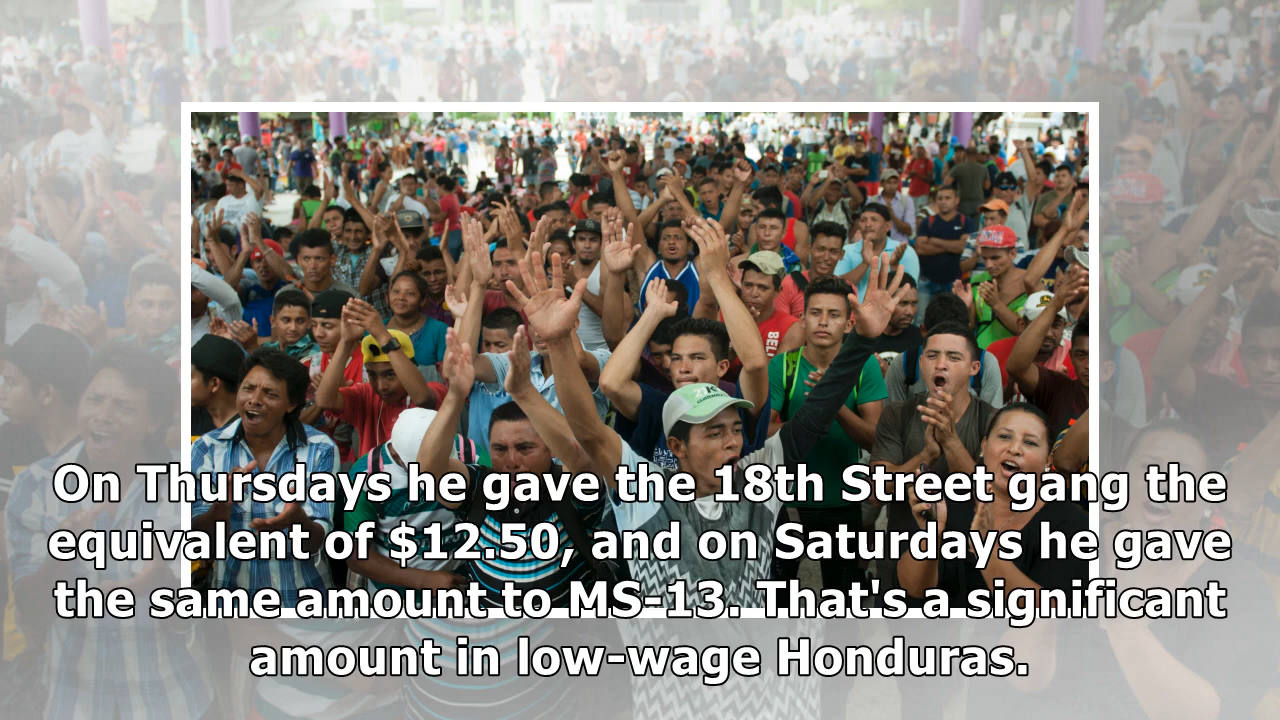 On Thursdays he gave the 18th Street gang the
equivalent of $12.50, and on Saturdays he gave
the same amount to MS-13. That's a significant
amount in low-wage Honduras.